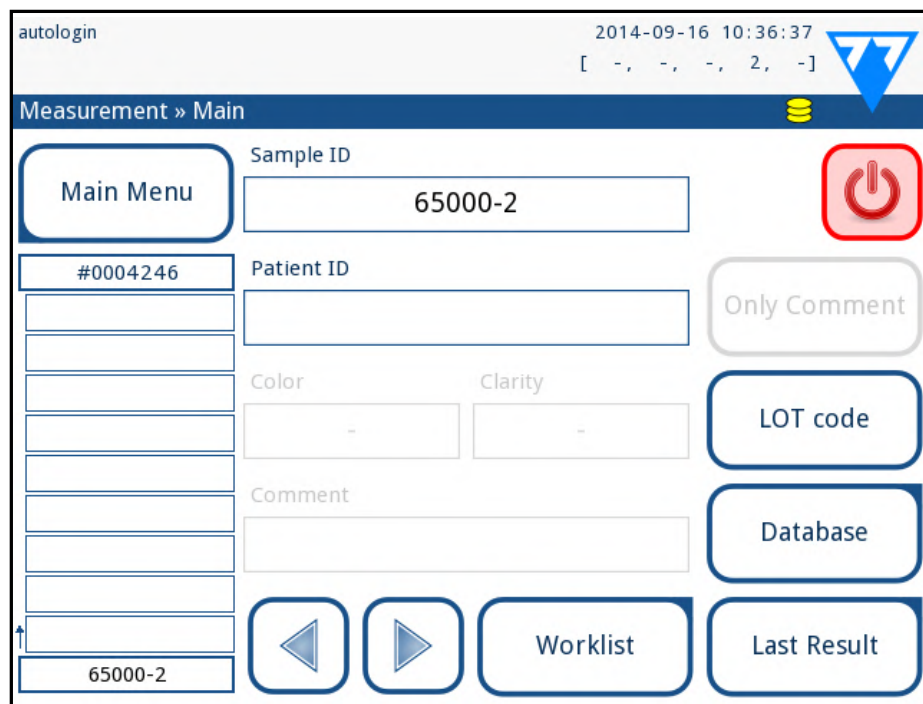 autologin
2014-09-16 10:36:37
[ -, -, -, 2, -]
Measurement » Main
Main Menu
Sample ID
65000-2
#0004246
Patient ID
Only Comment
Color
Clarity
-
-
LOT code
Comment
Database
Worklist
Last Result
65000-2